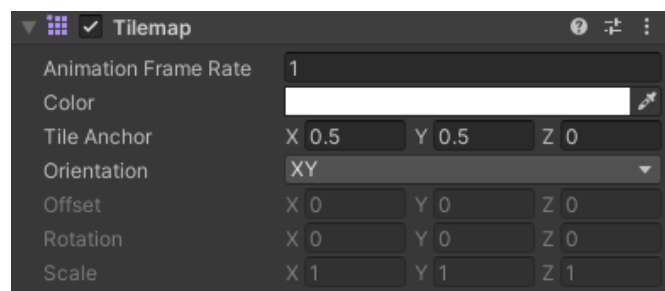 Tilemap
Animation Frame Rate 1
Color
Tile Anchor X 0.5 Y 0.5 Z 0
Orientation XY
Offset X 0 Y 0 Z 0
Rotation X 0 Y 0 Z 0
Scale X 1 Y 1 Z 1